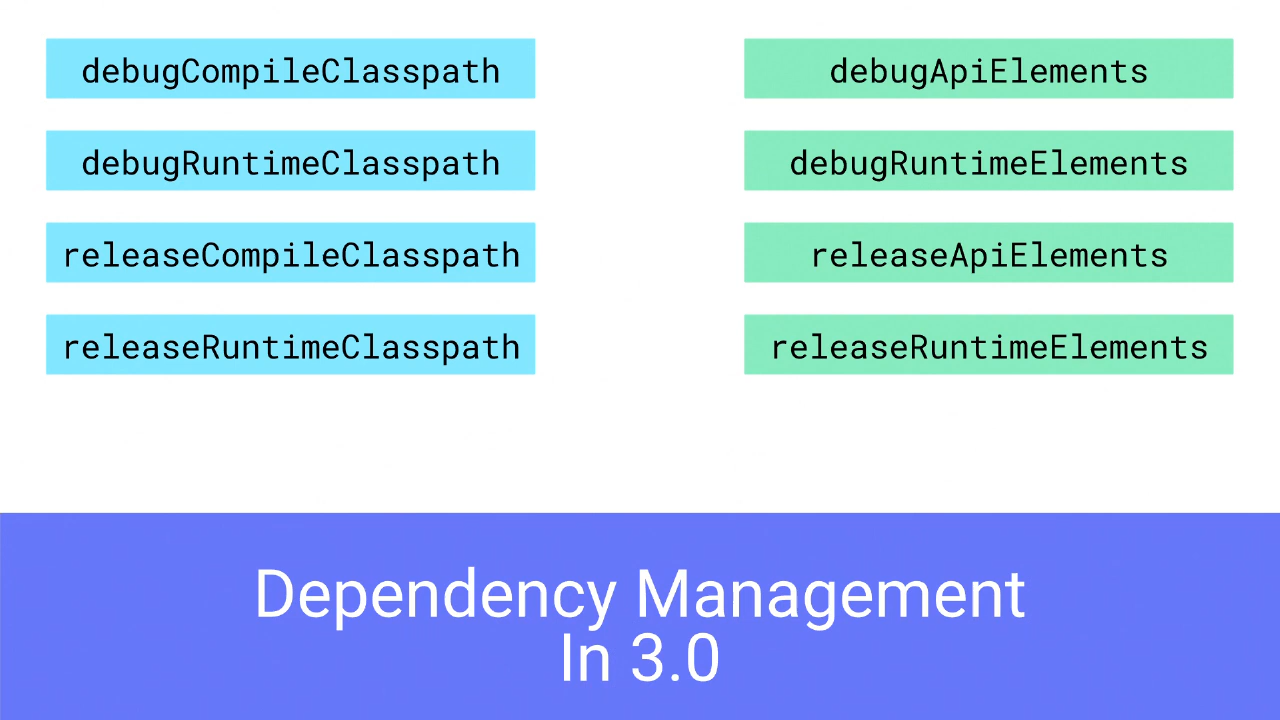 debugCompileClasspath
debugRuntimeClasspath
releaseCompileClasspath
releaseRuntimeClasspath
debugApiElements
debugRuntimeElements
releaseApiElements
releaseRuntimeElements
Dependency Management
In 3.0